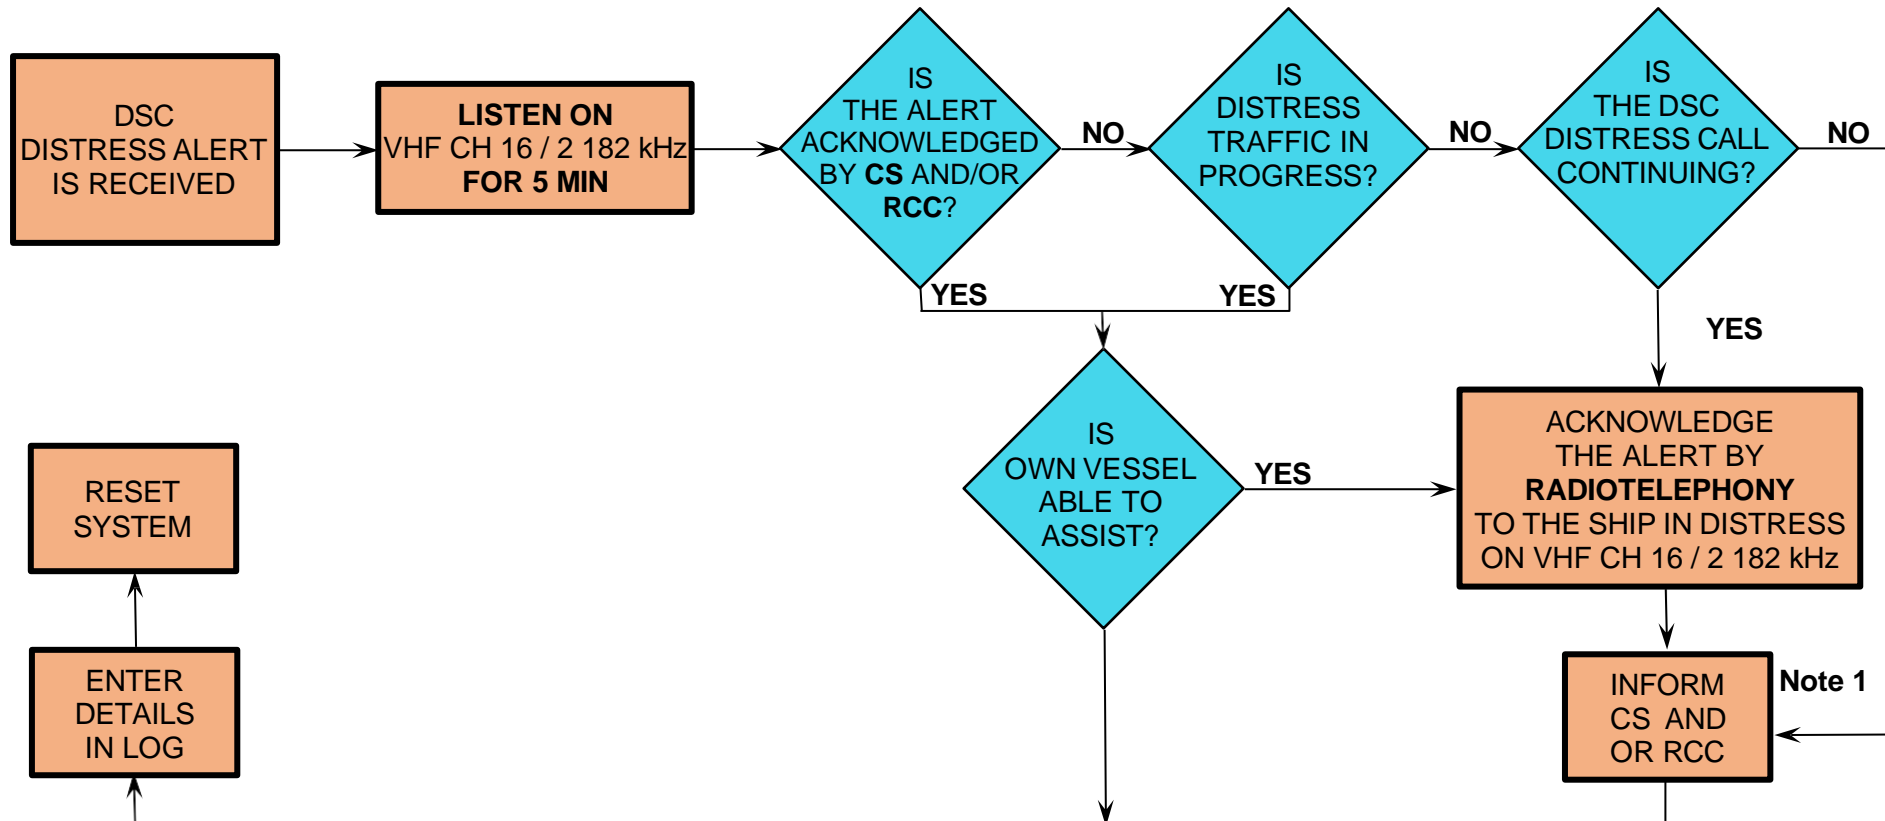 DSC
DISTRESS ALERT
IS RECEIVED
LISTEN ON
VHF CH 16 / 2 182 kHz
FOR 5 MIN
IS
THE ALERT
ACKNOWLEDGED
BY CS AND/OR
RCC?
NO
YES
IS
DISTRESS
TRAFFIC IN
PROGRESS?
NO
YES
IS
THE DSC
DISTRESS CALL
CONTINUING?
NO
YES
IS
OWN VESSEL
ABLE TO
ASSIST?
YES
ACKNOWLEDGE
THE ALERT BY
RADIOTELEPHONY
TO THE SHIP IN DISTRESS
ON VHF CH 16 / 2 182 kHz
RESET
SYSTEM
ENTER
DETAILS
IN LOG
INFORM
CS AND
OR RCC
Note 1